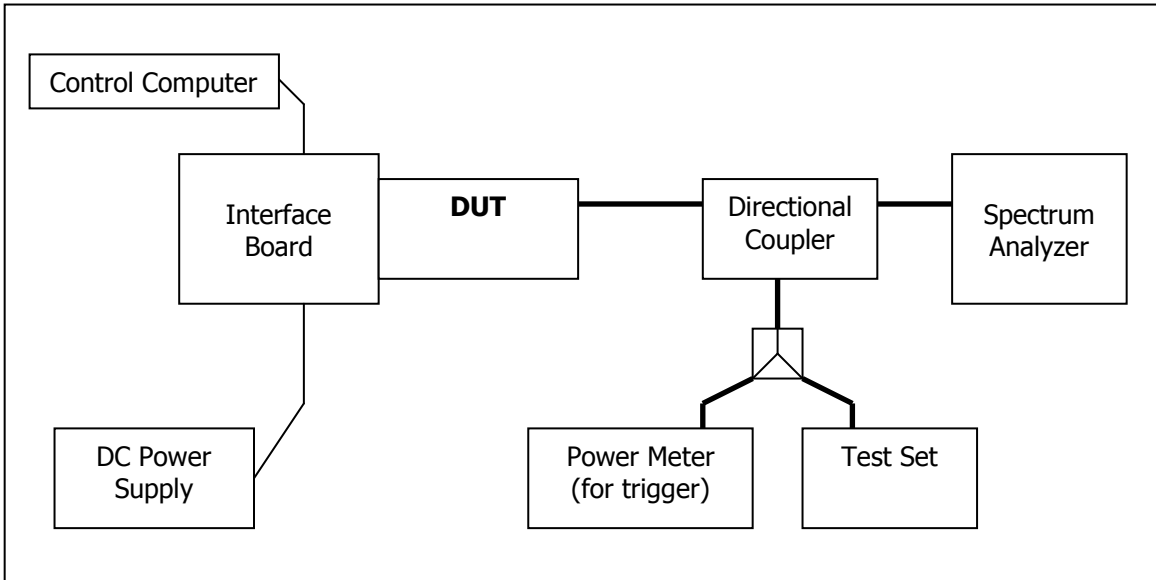 Control Computer
Interface
Board
DUT
Directional
Coupler
Spectrum
Analyzer
DC Power
Supply
Power Meter
(for trigger)
Test Set